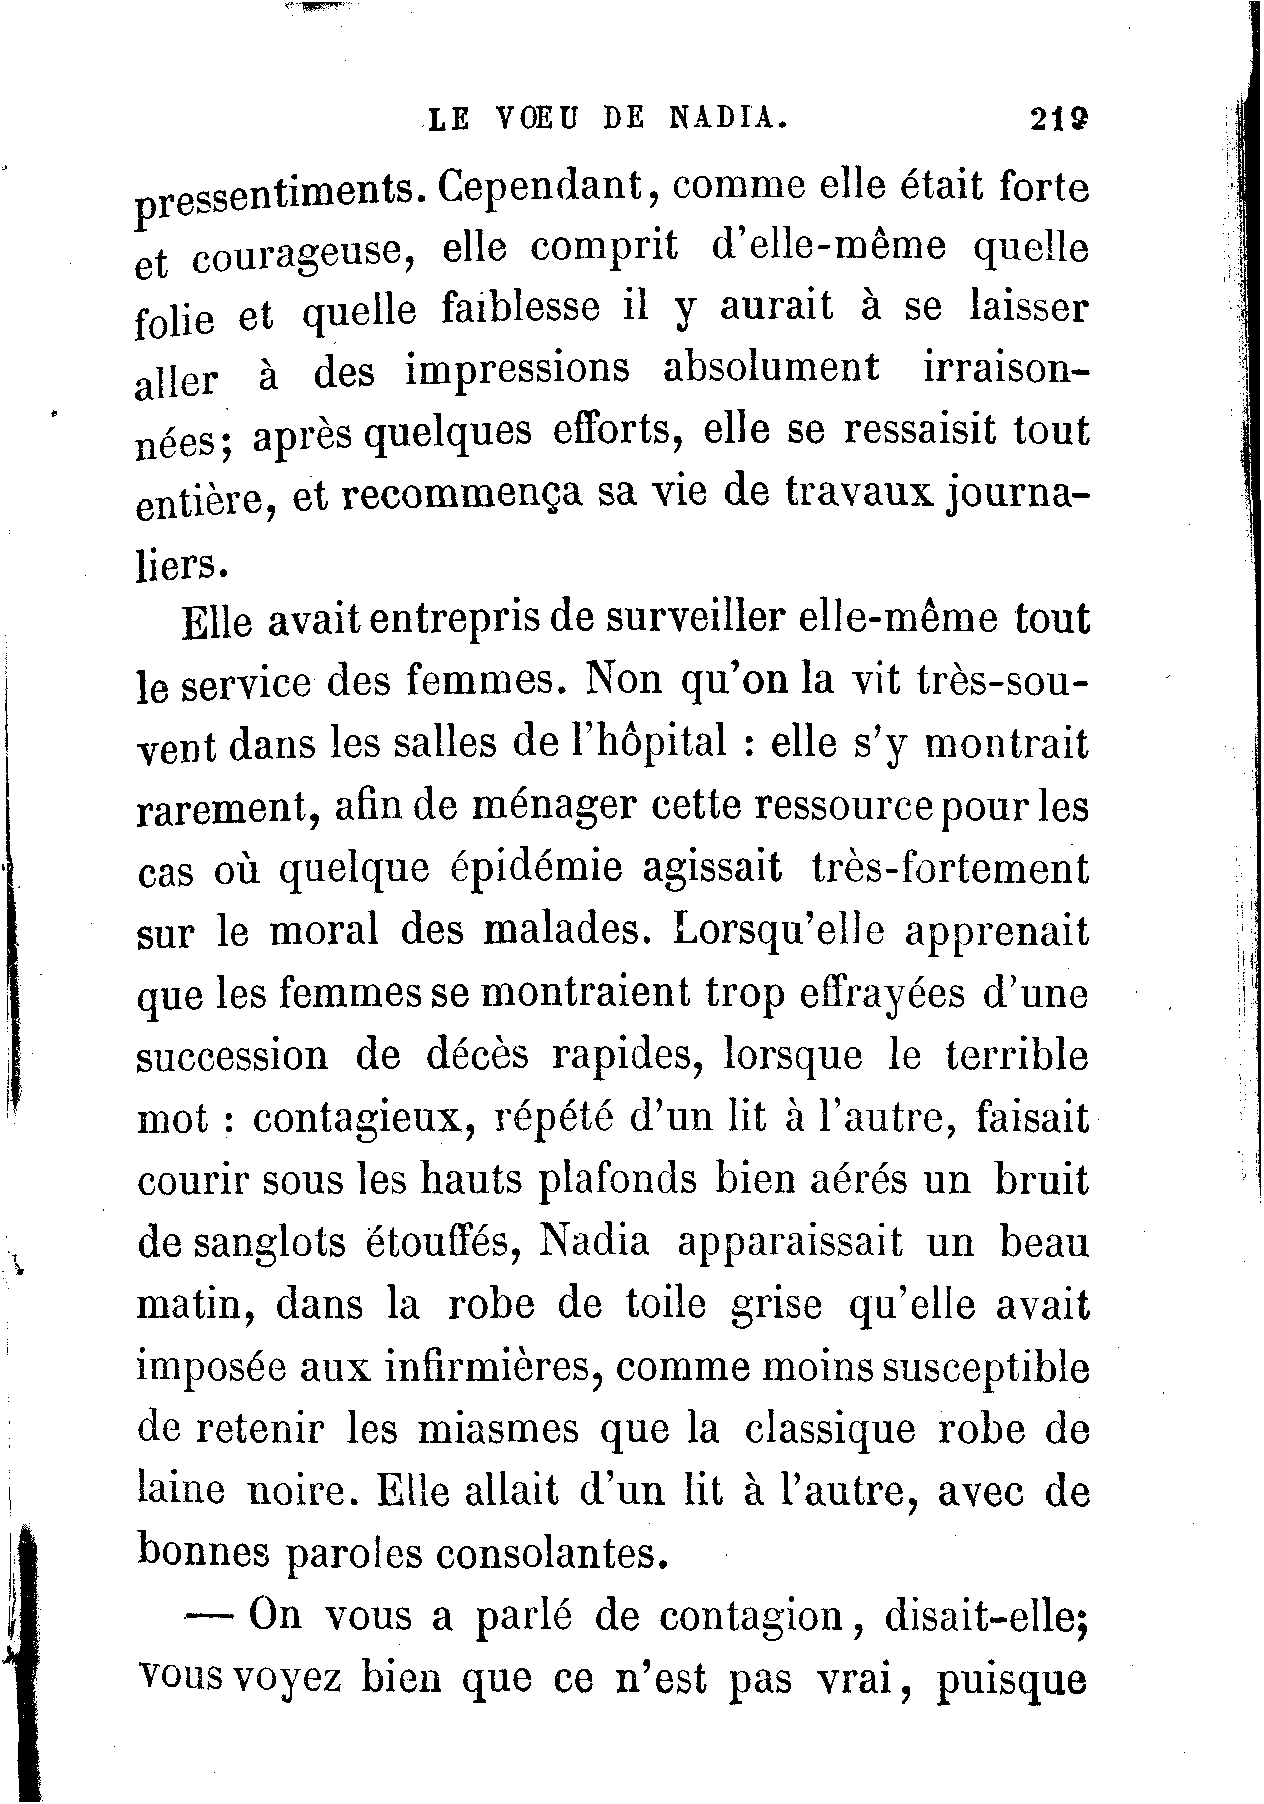 LE VŒU DE NADIA. 219
pressentiments. Cependant, comme elle était forte
et courageuse, elle comprit d'elle-même quelle
folie et quelle faiblesse il y aurait à se laisser
aller à des impressions absolument irraison-
nées; après quelques efforts, elle se ressaisit tout
entière, et recommença sa vie de travaux journa-
liers.
Elle avait entrepris de surveiller elle-même tout
le service des femmes. Non qu'on la vit très-sou-
vent dans les salles de l'hôpital : elle s'y montrait
rarement, afin de ménager cette ressource pour les
cas où quelque épidémie agissait très-fortement
sur le moral des malades. Lorsqu'elle apprenait
que les femmes se montraient trop effrayées d'une
succession de décès rapides, lorsque le terrible
mot : contagieux, répété d'un lit à l'autre, faisait
courir sous les hauts plafonds bien aérés un bruit
de sanglots étouffés, Nadia apparaissait un beau
matin, dans la robe de toile grise qu'elle avait
imposée aux infirmières, comme moins susceptible
de retenir les miasmes que la classique robe de
laine noire. Elle allait d'un lit à l'autre, avec de
bonnes paroles consolantes.
— On vous a parlé de contagion, disait-elle;
vous voyez bien que ce n'est pas vrai, puisque